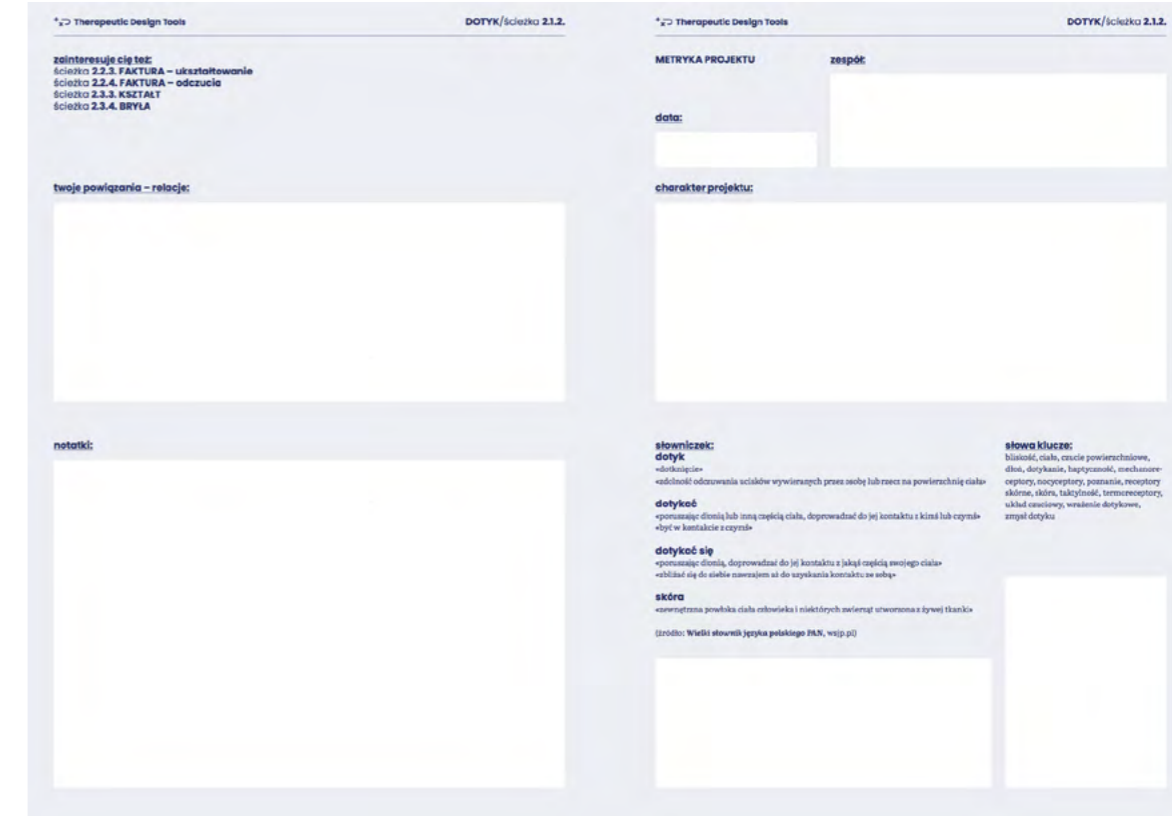 Therapeutic Design Tools
DOTYK/ścieżka 2.1.2.
zainteresuje cię też:
ścieżka 2.2.3. FAKTURA – ukształtowanie
ścieżka 2.2.4. FAKTURA – odczucia
ścieżka 2.3.3. KSZTAŁT
ścieżka 2.3.4. BRYŁA
twoje powiązania – relacje:
notatki:
Therapeutic Design Tools
DOTYK/ścieżka 2.1.2.
METRYKA PROJEKTU
zespół:
data:
charakter projektu:
słowniczek:
dotyk
«dotknięcie»
«zdolność odczuwania ucisków wywieranych przez osobę lub rzecz na powierzchnię ciała»
dotykać
«poruszając dłonią lub inną częścią ciała, doprowadzać do jej kontaktu z kimś lub czymś»
«być w kontakcie z czymś»
dotykać się
«poruszając dłonią, doprowadzać do jej kontaktu z jakąś częścią swojego ciała»
«zbliżać się do siebie nawzajem aż do uzyskania kontaktu ze sobą»
skóra
«zewnętrzna powłoka ciała człowieka i niektórych zwierząt utworzona z żywej tkanki»
(źródło: Wielki słownik języka polskiego PAN, wsjp.pl)
słowa klucze:
bliskość, ciało, czucie powierzchniowe,
dłoń, dotykanie, haptyczność, mechanore-
ceptory, nocyceptory, poznanie, receptory
skórne, skóra, taktylność, termoreceptory,
układ czuciowy, wrażenie dotykowe,
zmysł dotyku